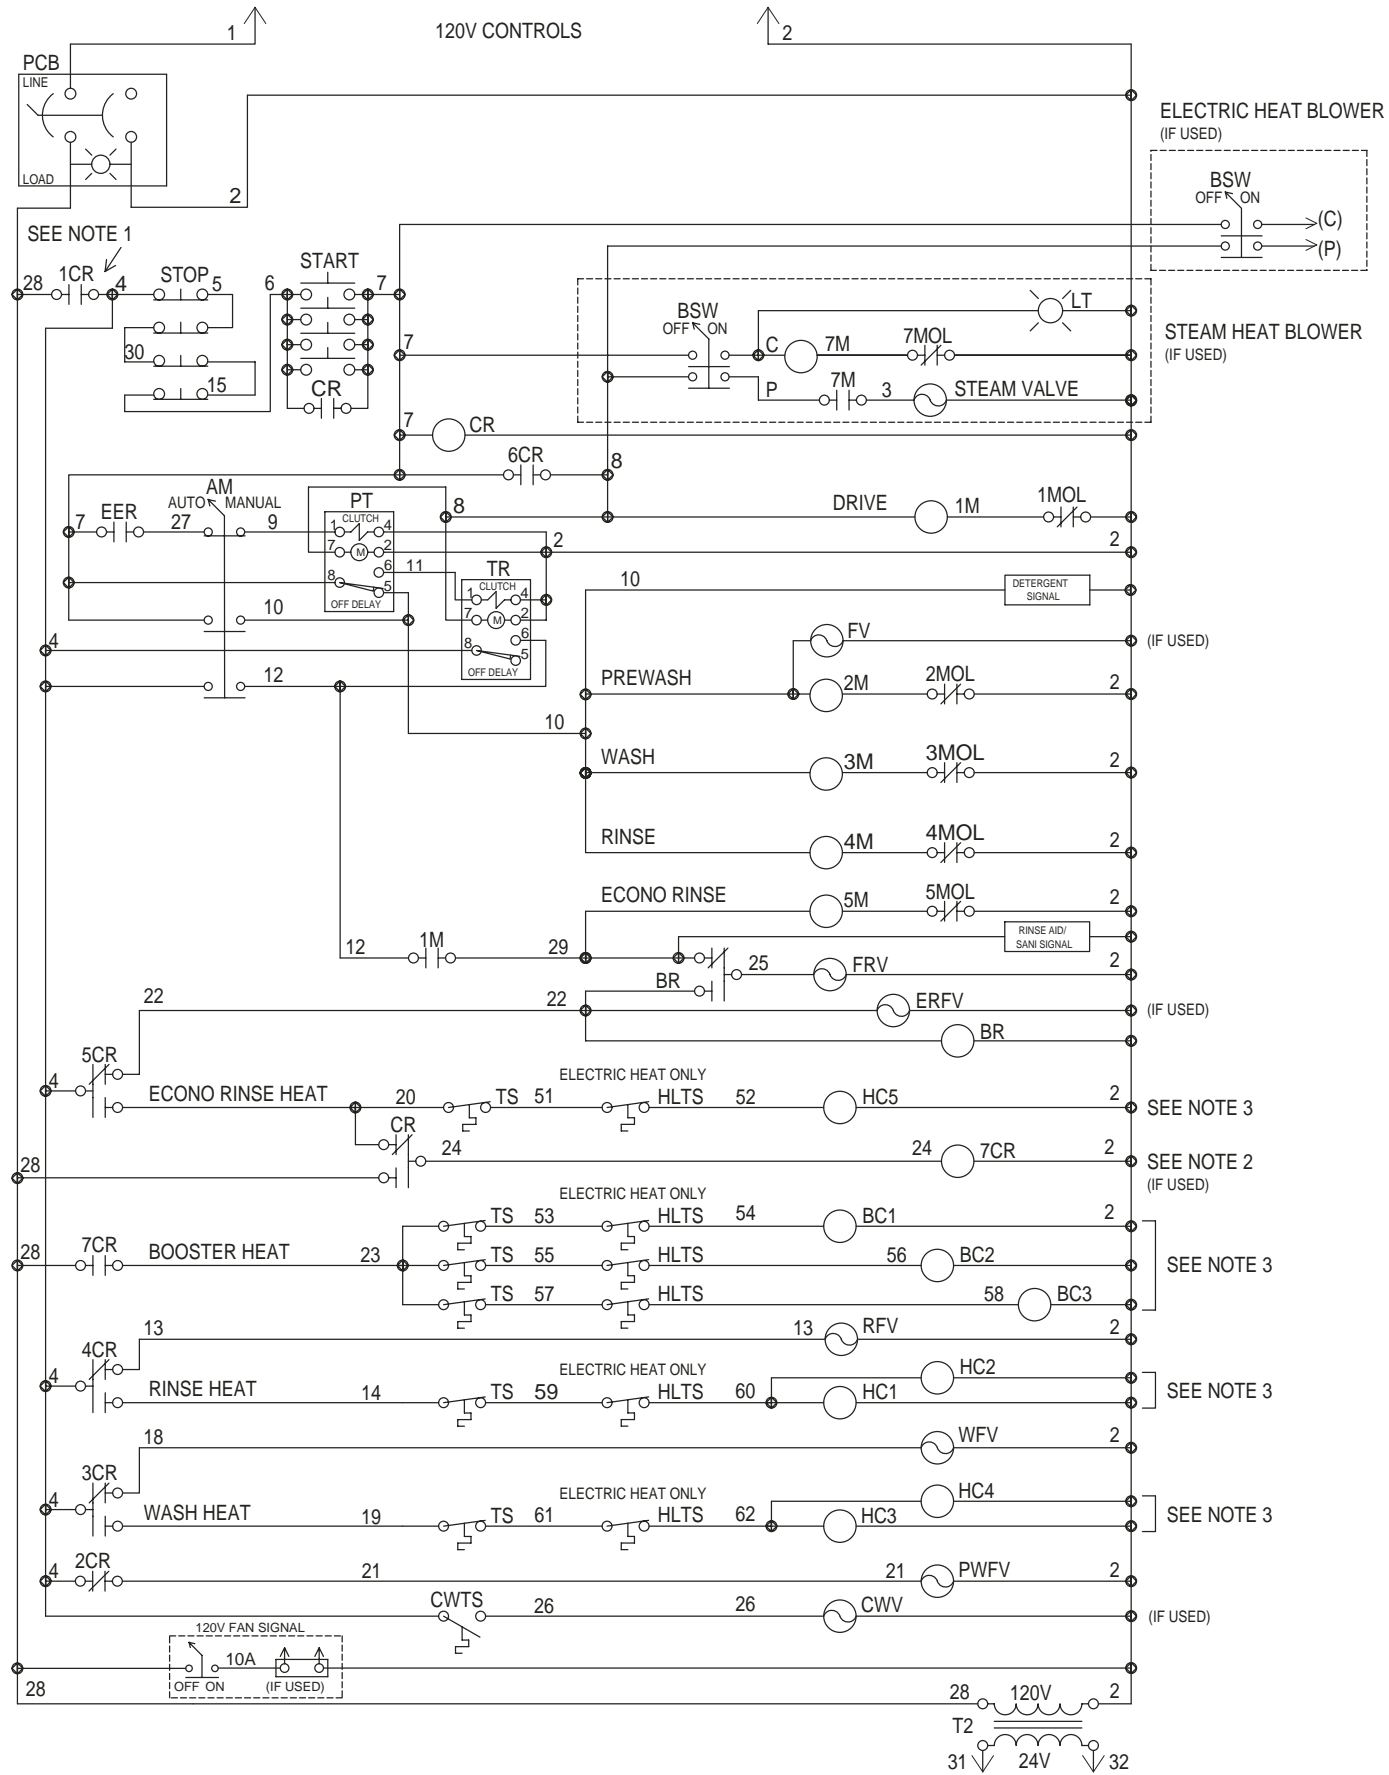 120V CONTROLS
1
2
PCB
LINE
LOAD
2
ELECTRIC HEAT BLOWER
(IF USED)
BSW
OFF ON
(C)
(P)
SEE NOTE 1
28 1CR 4 STOP 5 6 START 7
30
15
CR
BSW
OFF ON
LT
STEAM HEAT BLOWER
(IF USED)
7 C 7M 7MOL
P 7M 3 STEAM VALVE
7 CR
6CR 8
AM
AUTO MANUAL
7 EER 27 9
PT
CLUTCH
1 4
7 M 2
6 11
8 5
OFF DELAY
8
DRIVE 1M 1MOL
2
2
TR
CLUTCH
1 4
7 M 2
6
8 5
OFF DELAY
10
10 DETERGENT
SIGNAL
4
FV (IF USED)
12
PREWASH 2M 2MOL 2
10
WASH 3M 3MOL 2
RINSE 4M 4MOL 2
ECONO RINSE 5M 5MOL 2
RINSE AID/
SANI SIGNAL
12 1M 29
25 FRV 2
BR
22 22 ERFV (IF USED)
BR
5CR
4 ECONO RINSE HEAT 20 TS 51 ELECTRIC HEAT ONLY HLTS 52 HC5 2 SEE NOTE 3
CR
24 24 7CR 2 SEE NOTE 2
(IF USED)
28
ELECTRIC HEAT ONLY
TS 53 HLTS 54 BC1 2
28 7CR BOOSTER HEAT 23 TS 55 HLTS 56 BC2 SEE NOTE 3
TS 57 HLTS 58 BC3
13 13 RFV 2
4CR
ELECTRIC HEAT ONLY
HC2
4 RINSE HEAT 14 TS 59 HLTS 60 HC1 SEE NOTE 3
18 WFV 2
3CR
ELECTRIC HEAT ONLY
HC4
4 WASH HEAT 19 TS 61 HLTS 62 HC3 SEE NOTE 3
4 2CR 21 21 PWFV 2
CWTS 26 26 CWV (IF USED)
120V FAN SIGNAL
10A
OFF ON (IF USED)
28
28 120V 2
T2
31 24V 32